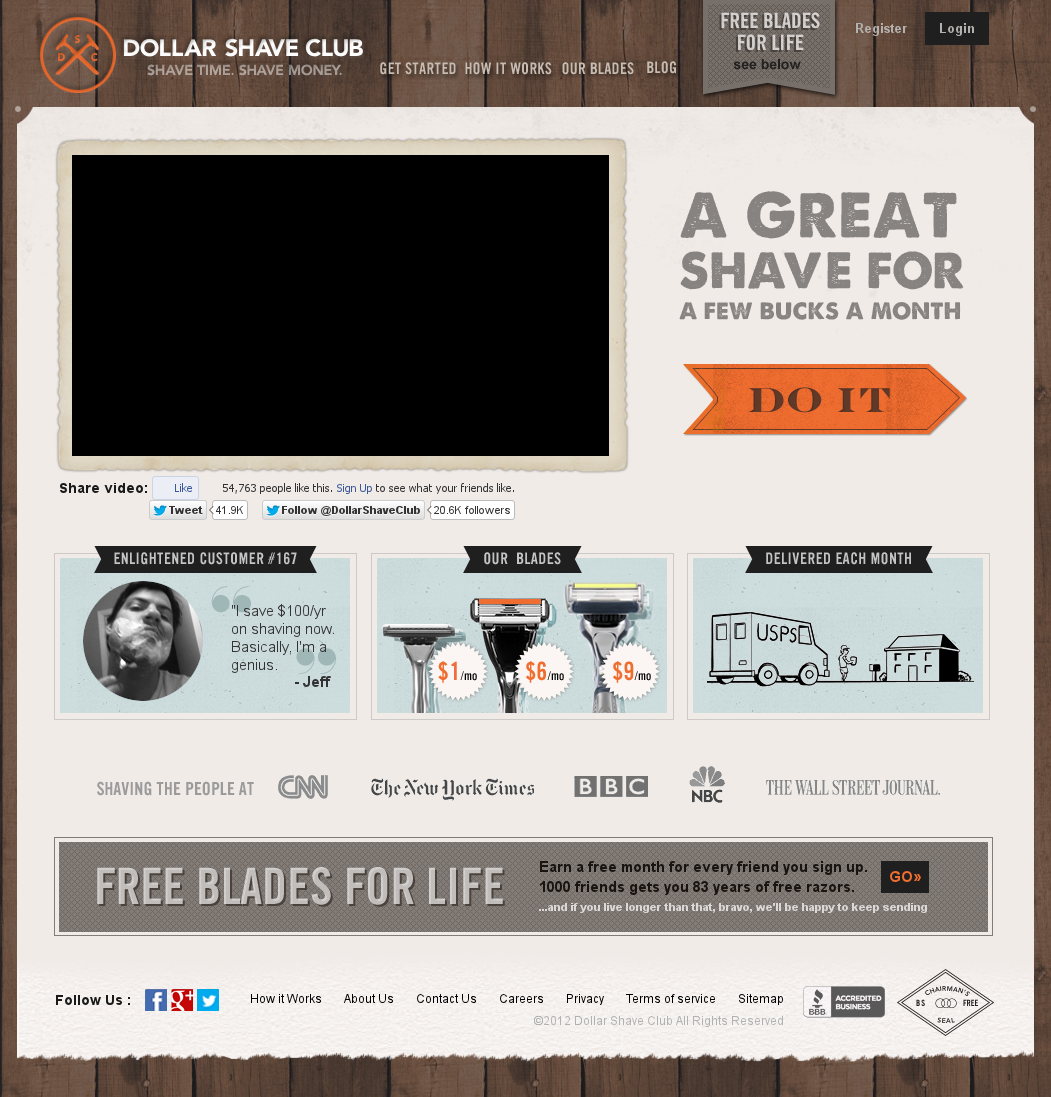 S
D C
DOLLAR SHAVE CLUB
SHAVE TIME. SHAVE MONEY.
GET STARTED HOW IT WORKS OUR BLADES BLOG
FREE BLADES
FOR LIFE
see below
Register Login
A GREAT
SHAVE FOR
A FEW BUCKS A MONTH
DO IT
Share video: Like 54,763 people like this. Sign Up to see what your friends like.
Tweet 41.9K Follow @DollarShaveClub 20.6K followers
ENLIGHTENED CUSTOMER #167
"I save $100/yr
on shaving now.
Basically, I'm a
genius.
- Jeff
OUR BLADES
$1/mo $6/mo $9/mo
DELIVERED EACH MONTH
USPS
SHAVING THE PEOPLE AT CNN The New York Times BBC NBC THE WALL STREET JOURNAL.
FREE BLADES FOR LIFE
Earn a free month for every friend you sign up.
1000 friends gets you 83 years of free razors.
...and if you live longer than that, bravo, we'll be happy to keep sending
GO»
Follow Us : f g+ How it Works About Us Contact Us Careers Privacy Terms of service Sitemap
©2012 Dollar Shave Club All Rights Reserved
BBB ACCREDITED
BUSINESS
CHAIRMAN'S
BS FREE
SEAL